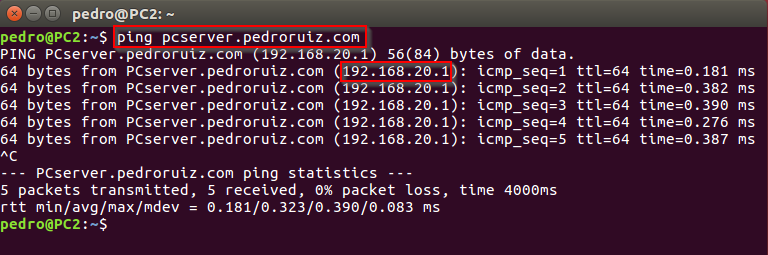 pedro@PC2: ~
pedro@PC2:~$ ping pcserver.pedroruiz.com
PING PCserver.pedroruiz.com (192.168.20.1) 56(84) bytes of data.
64 bytes from PCserver.pedroruiz.com (192.168.20.1): icmp_seq=1 ttl=64 time=0.181 ms
64 bytes from PCserver.pedroruiz.com (192.168.20.1): icmp_seq=2 ttl=64 time=0.382 ms
64 bytes from PCserver.pedroruiz.com (192.168.20.1): icmp_seq=3 ttl=64 time=0.390 ms
64 bytes from PCserver.pedroruiz.com (192.168.20.1): icmp_seq=4 ttl=64 time=0.276 ms
64 bytes from PCserver.pedroruiz.com (192.168.20.1): icmp_seq=5 ttl=64 time=0.387 ms
^C
--- PCserver.pedroruiz.com ping statistics ---
5 packets transmitted, 5 received, 0% packet loss, time 4000ms
rtt min/avg/max/mdev = 0.181/0.323/0.390/0.083 ms
pedro@PC2:~$